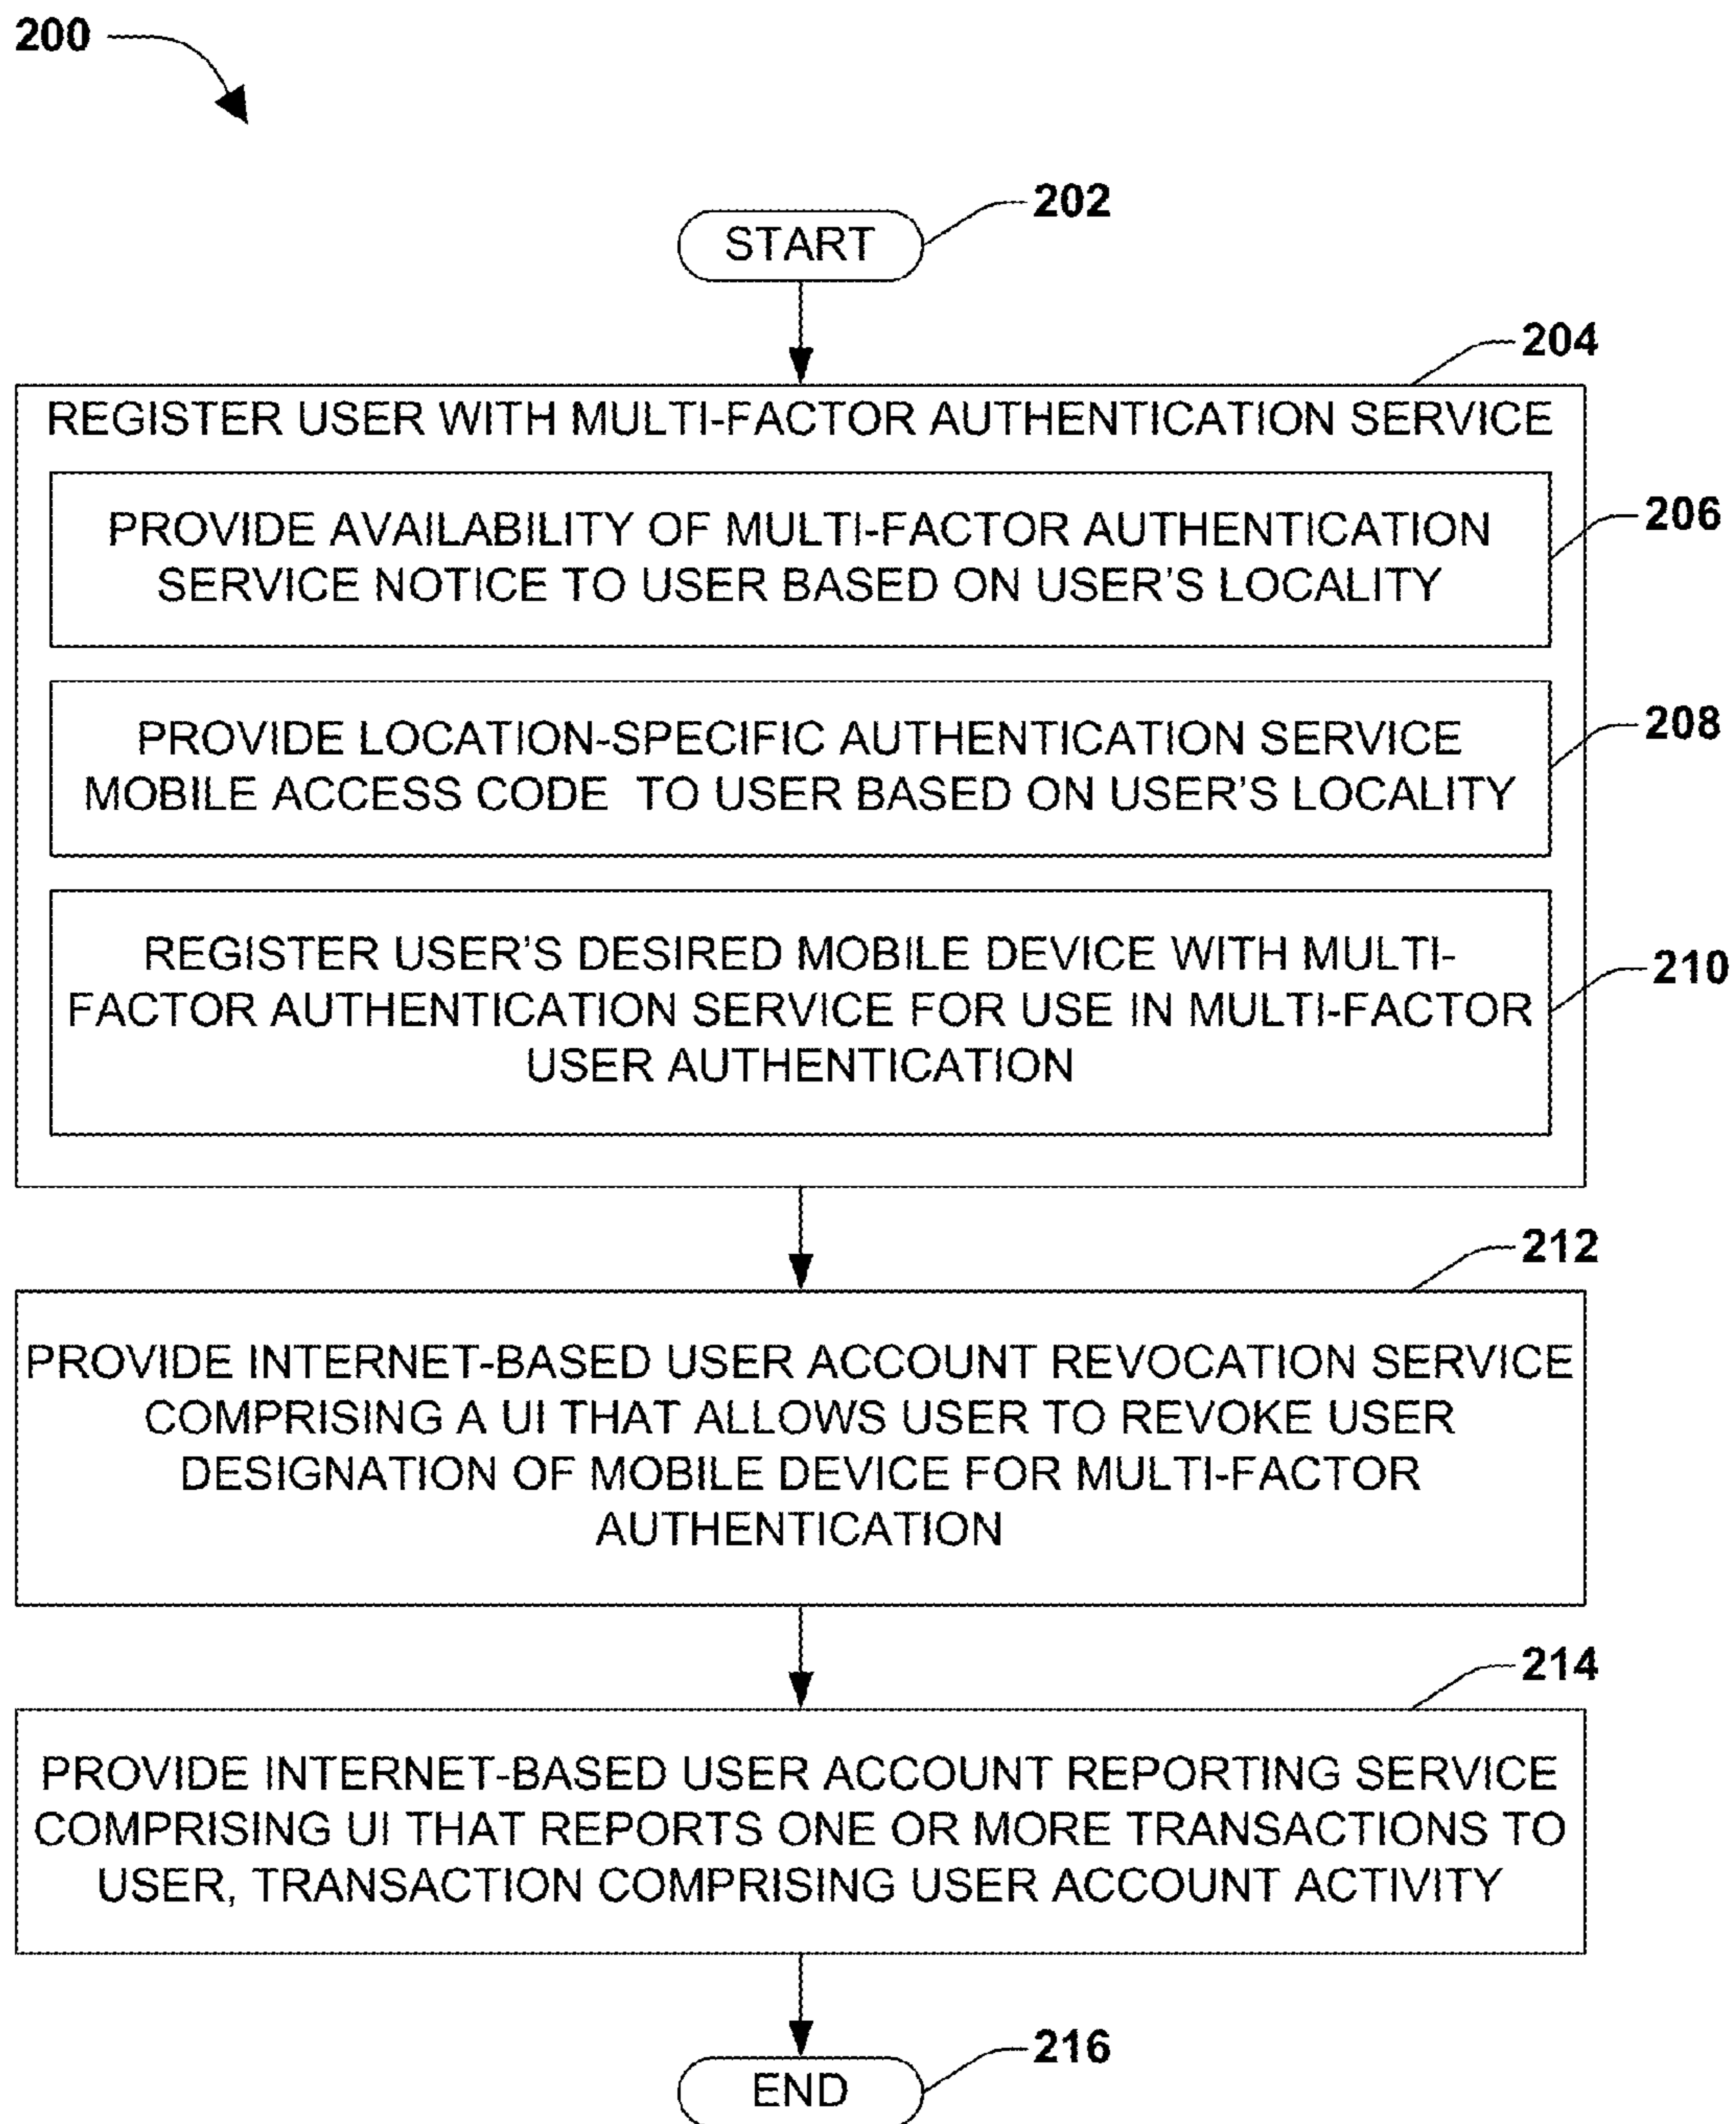 200
START
202
204
REGISTER USER WITH MULTI-FACTOR AUTHENTICATION SERVICE
PROVIDE AVAILABILITY OF MULTI-FACTOR AUTHENTICATION
SERVICE NOTICE TO USER BASED ON USER'S LOCALITY
206
PROVIDE LOCATION-SPECIFIC AUTHENTICATION SERVICE
MOBILE ACCESS CODE TO USER BASED ON USER'S LOCALITY
208
REGISTER USER'S DESIRED MOBILE DEVICE WITH MULTI-
FACTOR AUTHENTICATION SERVICE FOR USE IN MULTI-FACTOR
USER AUTHENTICATION
210
212
PROVIDE INTERNET-BASED USER ACCOUNT REVOCATION SERVICE
COMPRISING A UI THAT ALLOWS USER TO REVOKE USER
DESIGNATION OF MOBILE DEVICE FOR MULTI-FACTOR
AUTHENTICATION
214
PROVIDE INTERNET-BASED USER ACCOUNT REPORTING SERVICE
COMPRISING UI THAT REPORTS ONE OR MORE TRANSACTIONS TO
USER, TRANSACTION COMPRISING USER ACCOUNT ACTIVITY
216
END